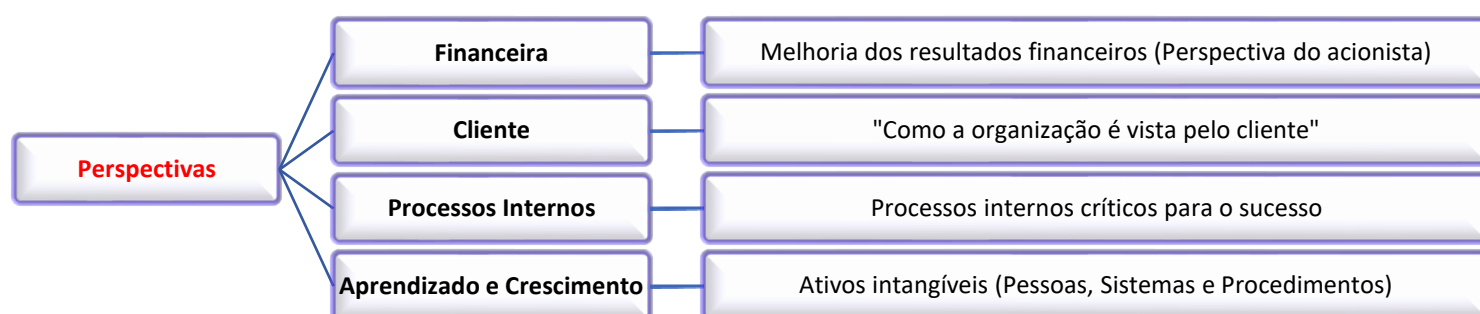 Perspectivas
Financeira
Melhoria dos resultados financeiros (Perspectiva do acionista)
Cliente
"Como a organização é vista pelo cliente"
Processos Internos
Processos internos críticos para o sucesso
Aprendizado e Crescimento
Ativos intangíveis (Pessoas, Sistemas e Procedimentos)